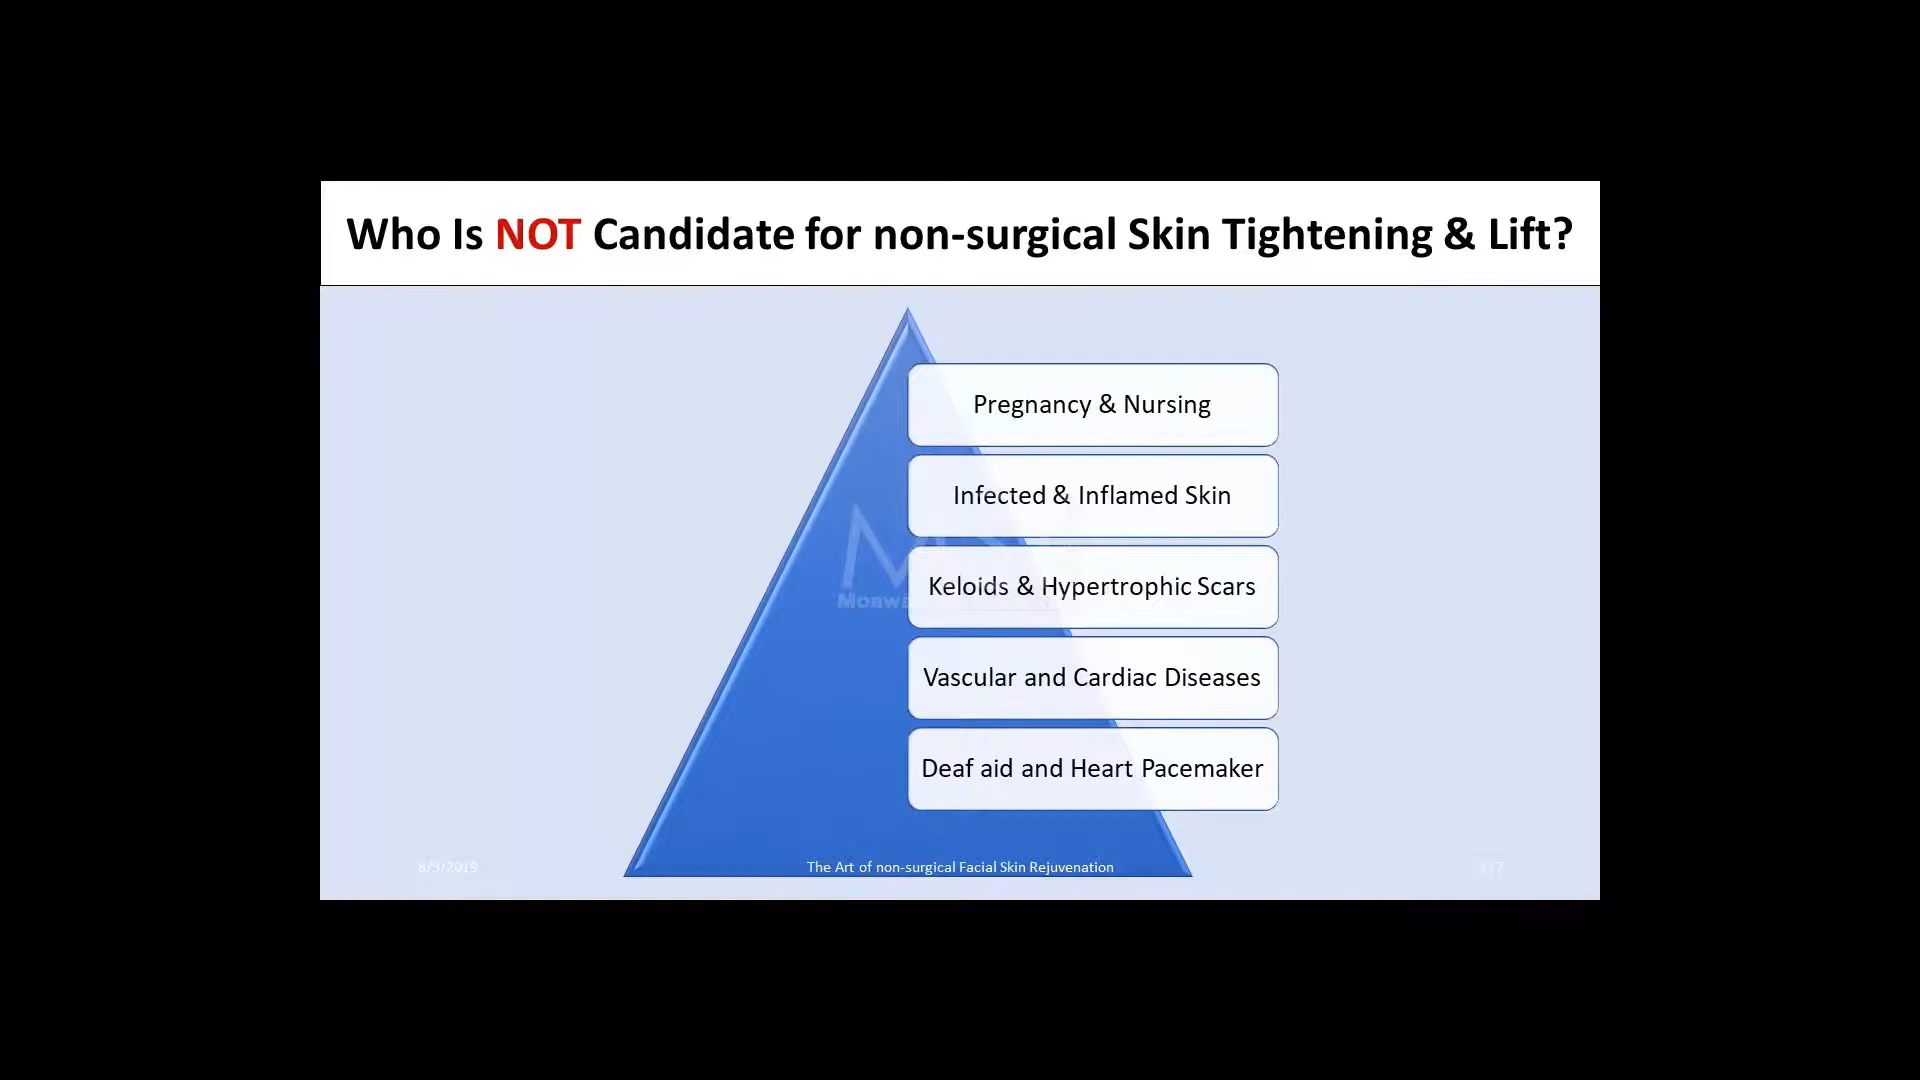 Who Is NOT Candidate for non-surgical Skin Tightening & Lift?
Pregnancy & Nursing
Infected & Inflamed Skin
Keloids & Hypertrophic Scars
Vascular and Cardiac Diseases
Deaf aid and Heart Pacemaker
The Art of non-surgical Facial Skin Rejuvenation